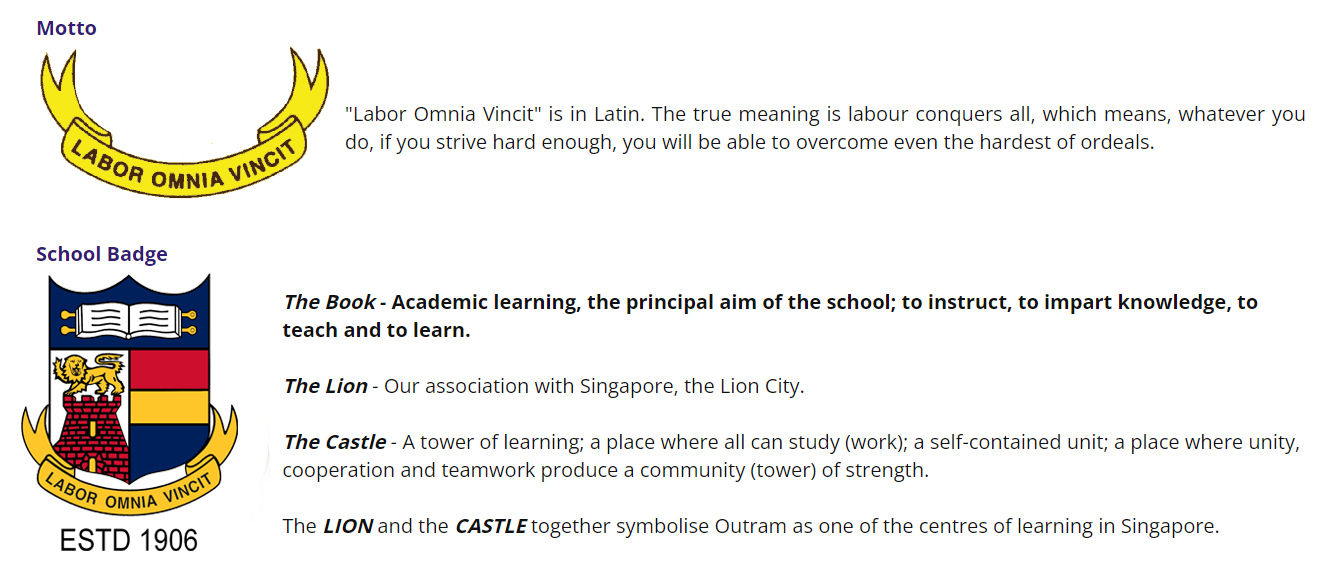 Motto
LABOR OMNIA VINCIT
"Labor Omnia Vincit" is in Latin. The true meaning is labour conquers all, which means, whatever you
do, if you strive hard enough, you will be able to overcome even the hardest of ordeals.
School Badge
LABOR OMNIA VINCIT
ESTD 1906
The Book - Academic learning, the principal aim of the school; to instruct, to impart knowledge, to
teach and to learn.
The Lion - Our association with Singapore, the Lion City.
The Castle - A tower of learning; a place where all can study (work); a self-contained unit; a place where unity,
cooperation and teamwork produce a community (tower) of strength.
The LION and the CASTLE together symbolise Outram as one of the centres of learning in Singapore.